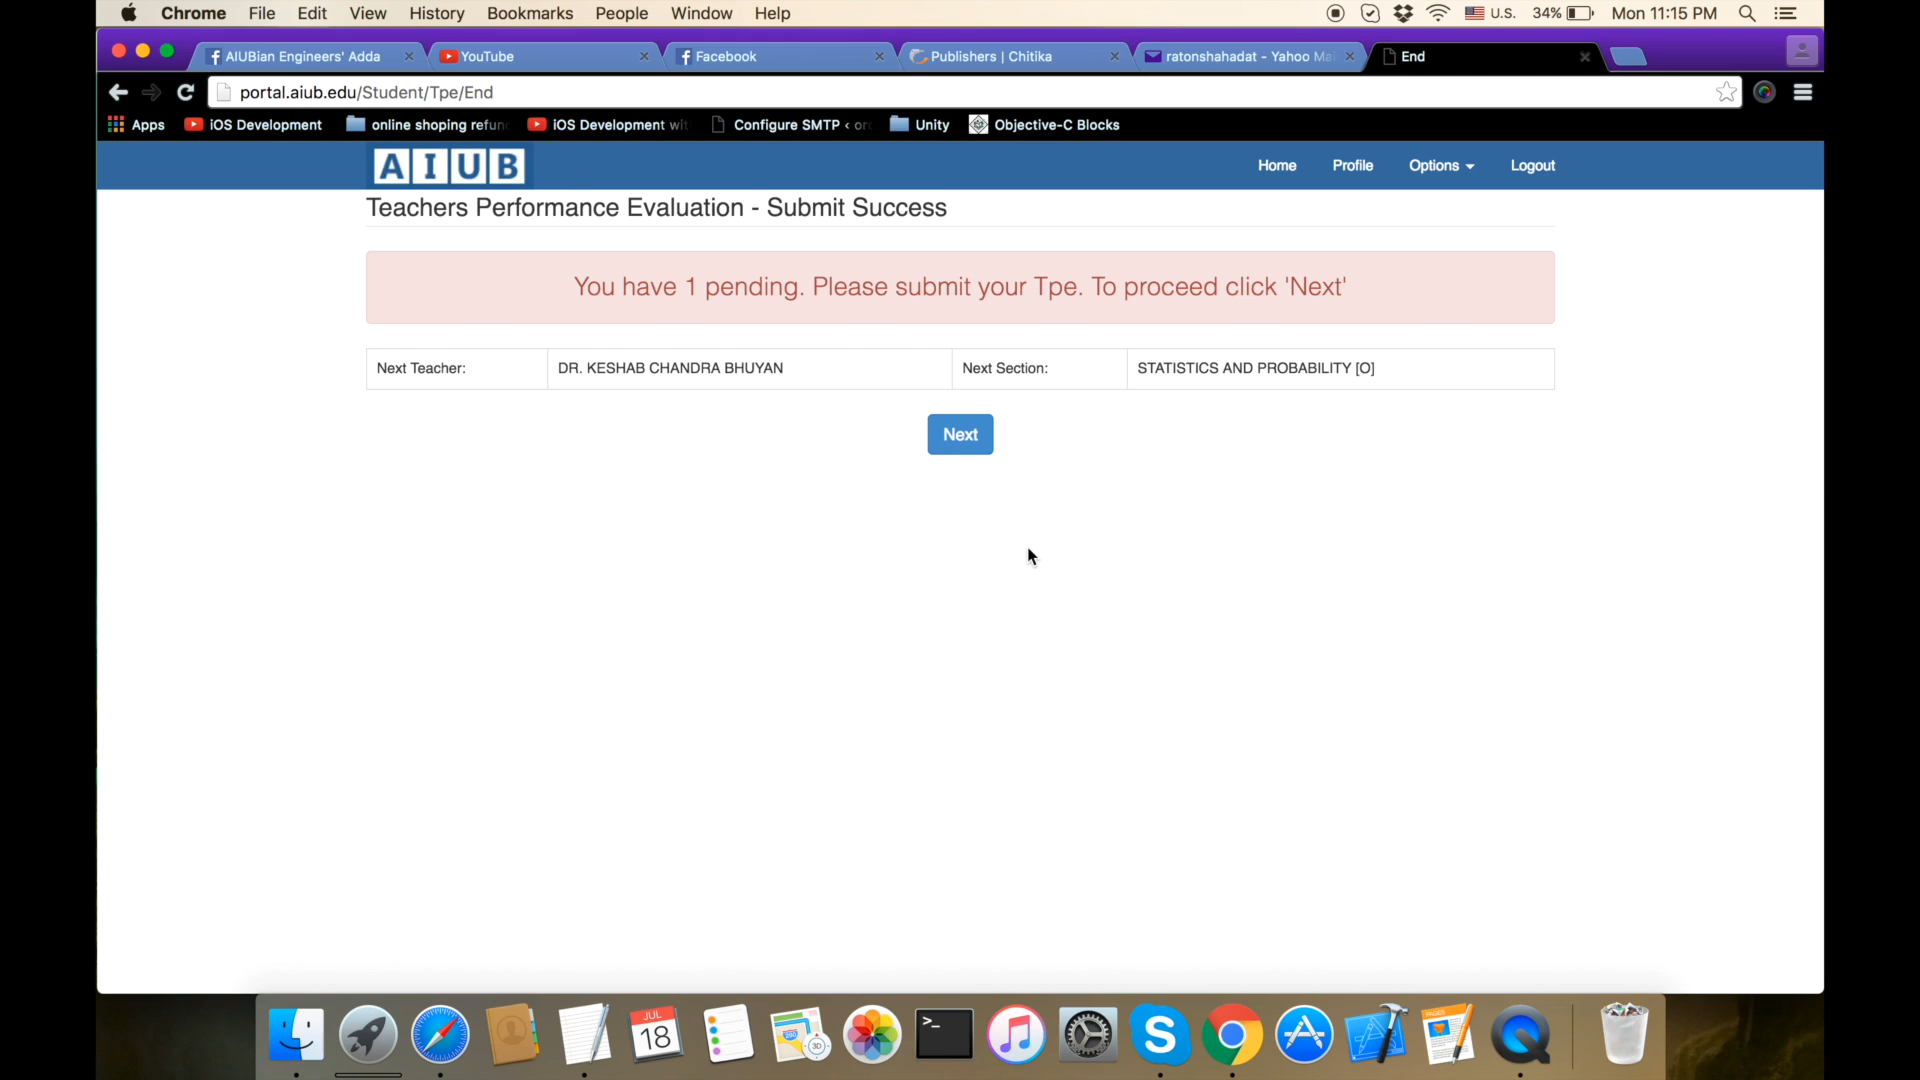 Chrome File Edit View History Bookmarks People Window Help U.S. 34% Mon 11:15 PM
AIUBian Engineers' Adda YouTube Facebook Publishers | Chitika ratonshahadat - Yahoo Ma End
portal.aiub.edu/Student/Tpe/End
Apps iOS Development online shoping refun iOS Development wit Configure SMTP ‹ or Unity Objective-C Blocks
AIUB Home Profile Options Logout
Teachers Performance Evaluation - Submit Success
You have 1 pending. Please submit your Tpe. To proceed click 'Next'
Next Teacher: DR. KESHAB CHANDRA BHUYAN Next Section: STATISTICS AND PROBABILITY [O]
Next
JUL
18
3D
>_
S
PAGES